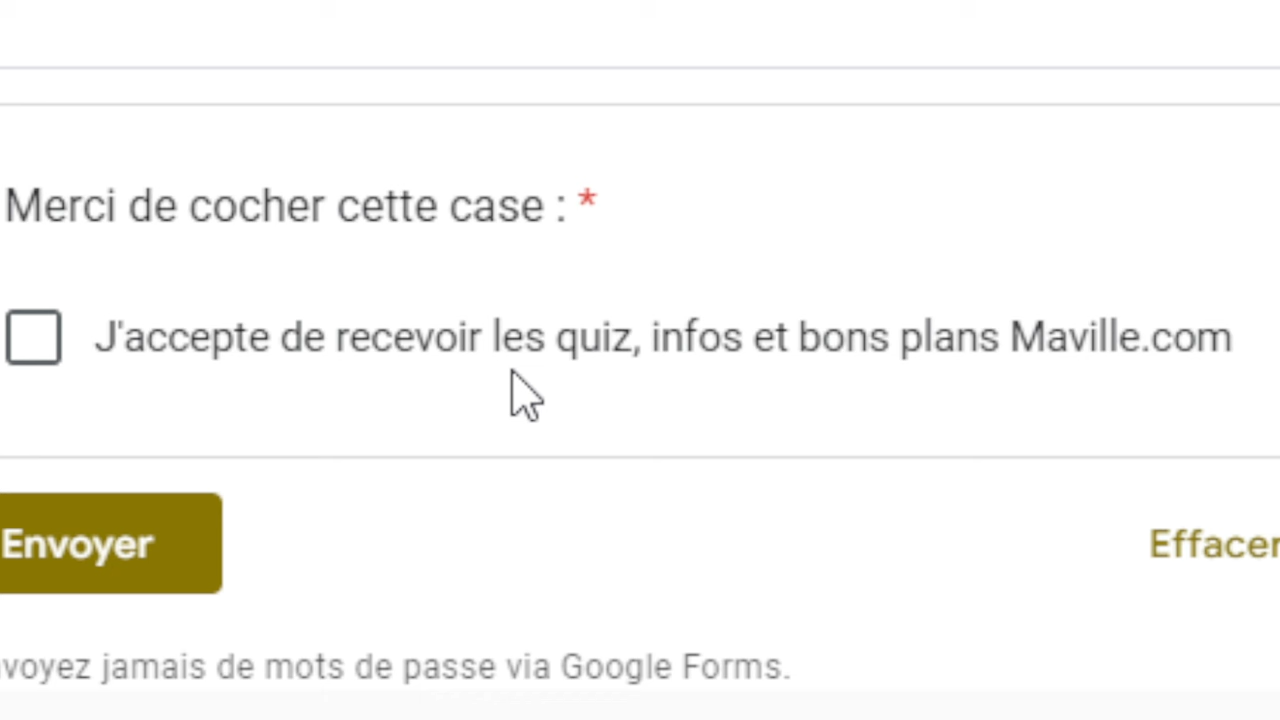 Merci de cocher cette case : *
J'accepte de recevoir les quiz, infos et bons plans Maville.com
Envoyer
Effacer
voyez jamais de mots de passe via Google Forms.